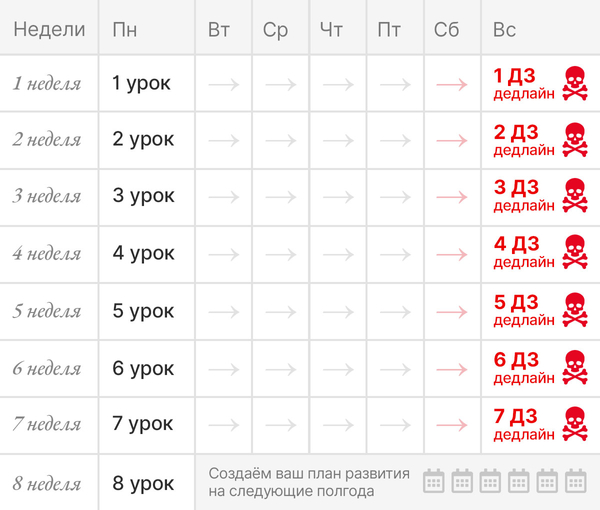 Недели Пн Вт Ср Чт Пт Сб Вс
1 неделя 1 урок → → → → → 1 ДЗ
дедлайн
2 неделя 2 урок → → → → → 2 ДЗ
дедлайн
3 неделя 3 урок → → → → → 3 ДЗ
дедлайн
4 неделя 4 урок → → → → → 4 ДЗ
дедлайн
5 неделя 5 урок → → → → → 5 ДЗ
дедлайн
6 неделя 6 урок → → → → → 6 ДЗ
дедлайн
7 неделя 7 урок → → → → → 7 ДЗ
дедлайн
8 неделя 8 урок Создаём ваш план развития
на следующие полгода